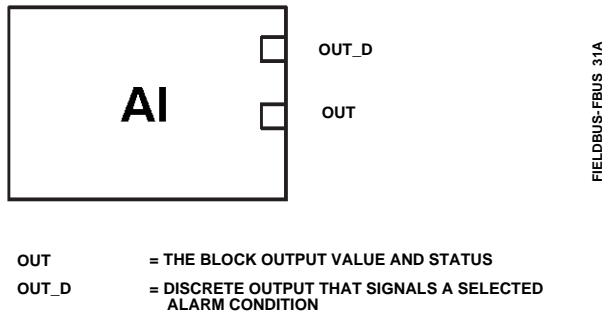 AI
OUT_D
OUT
FIELDBUS-FBUS_31A
OUT = THE BLOCK OUTPUT VALUE AND STATUS
OUT_D = DISCRETE OUTPUT THAT SIGNALS A SELECTED
ALARM CONDITION